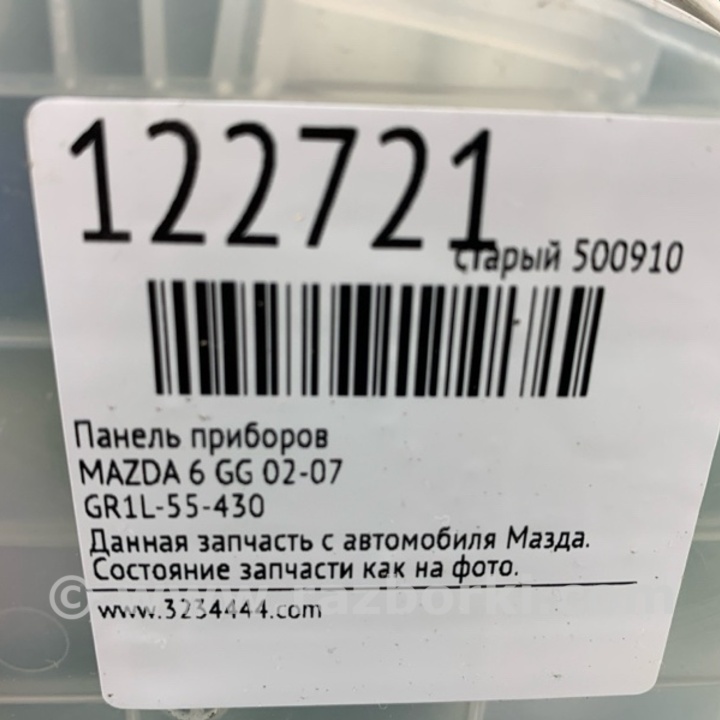 122721
старый 500910
Панель приборов
MAZDA 6 GG 02-07
GR1L-55-430
Данная запчасть с автомобиля Мазда.
Состояние запчасти как на фото.
www.3234444.com